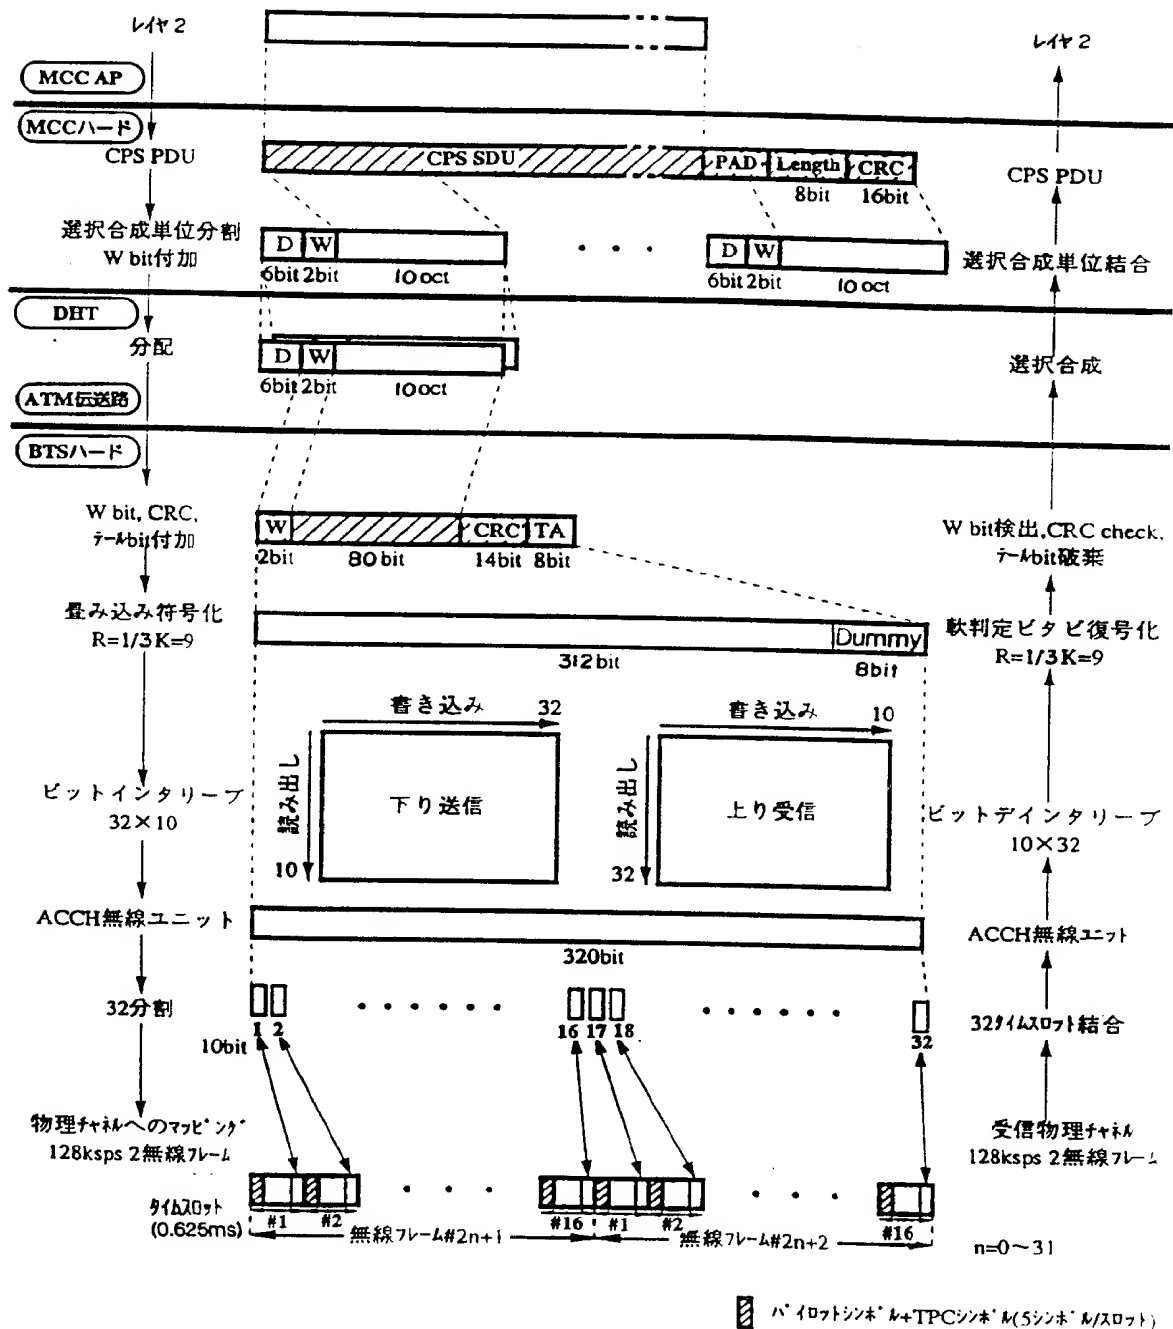 レイヤ2
レイヤ2
MCC AP
MCCハード
CPS PDU
CPS SDU
PAD
Length
CRC
8bit
16bit
CPS PDU
選択合成単位分割
W bit付加
D
W
6bit
2bit
10oct
D
W
6bit
2bit
10 oct
選択合成単位結合
DHT
分配
D
W
6bit
2bit
10oct
選択合成
ATM伝送路
BTSハード
W bit, CRC,
テールbit付加
W
CRC
TA
2bit
80bit
14bit
8bit
W bit検出,CRC check,
テールbit破棄
畳み込み符号化
R=1/3 K=9
Dummy
312bit
8bit
軟判定ビタビ復号化
R=1/3 K=9
書き込み
32
読み出し
10
下り送信
書き込み
10
読み出し
32
上り受信
ビットインタリーブ
32×10
ビットデインタリーブ
10×32
ACCH無線ユニット
320bit
ACCH無線ユニット
32分割
1
2
16
17
18
32
10bit
32タイムスロット結合
物理チャネルへのマッピング
128ksps 2無線フレーム
受信物理チャネル
128ksps 2無線フレーム
タイムスロット
(0.625ms)
#1
#2
#16
#1
#2
#16
無線フレーム#2n+1
無線フレーム#2n+2
n=0~31
パイロットシンボル+TPCシンボル(5シンボル/スロット)